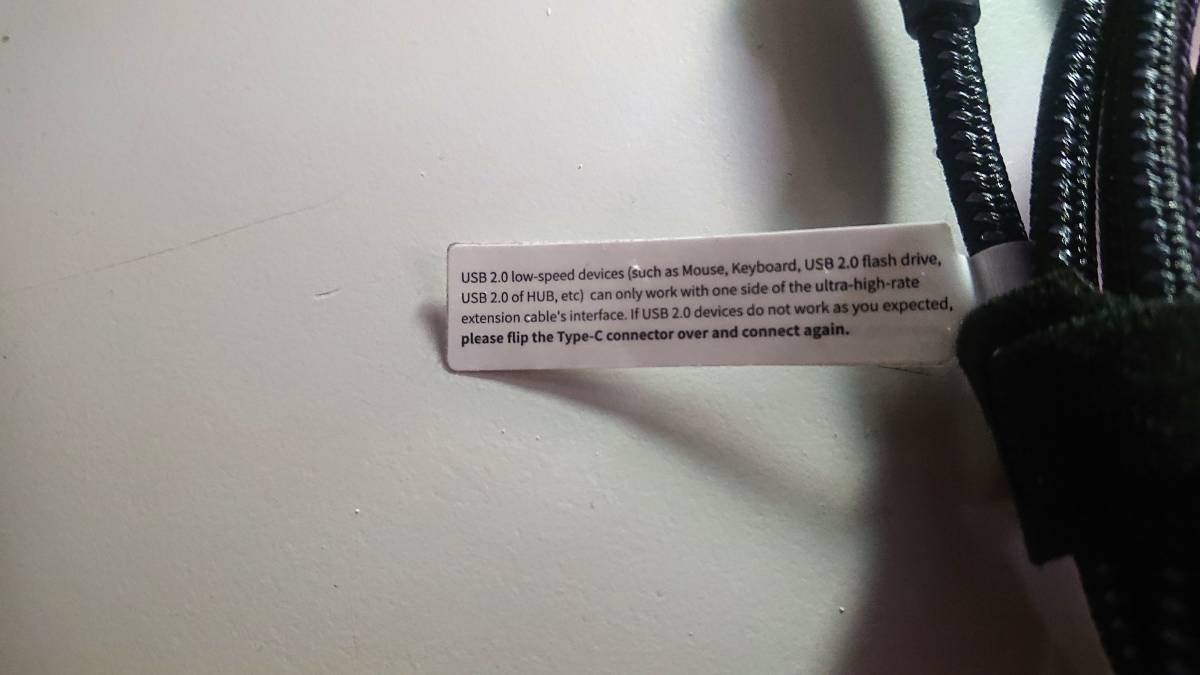 USB 2.0 low-speed devices (such as Mouse, Keyboard, USB 2.0 flash drive,
USB 2.0 of HUB, etc) can only work with one side of the ultra-high-rate
extension cable's interface. If USB 2.0 devices do not work as you expected,
please flip the Type-C connector over and connect again.